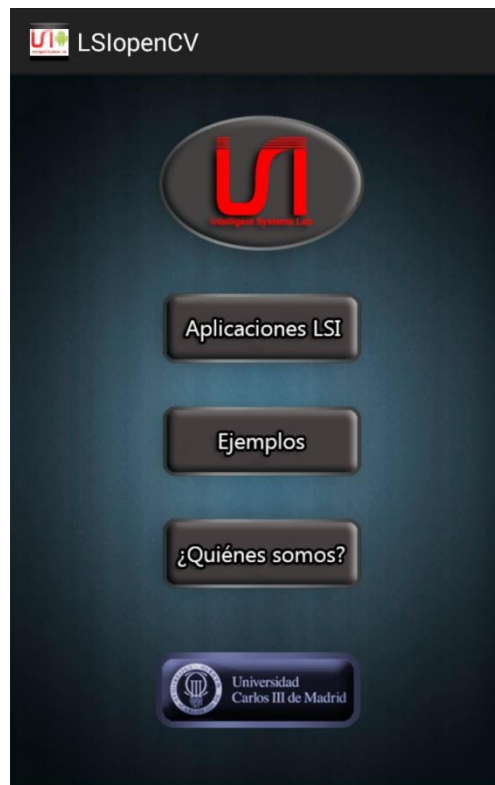 LSIopenCV
Intelligent Systems Lab
Aplicaciones LSI
Ejemplos
¿Quiénes somos?
Universidad
Carlos III de Madrid